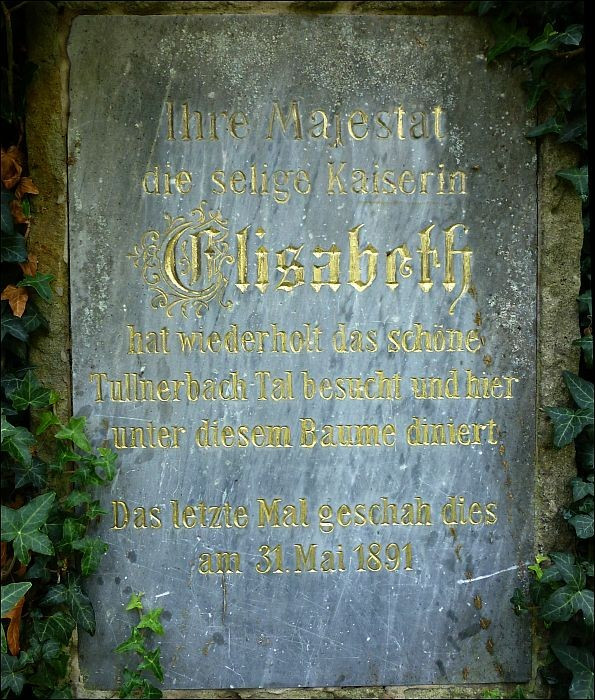 Ihre Majestat
die selige Kaiserin
Elisabeth
hat wiederholt das schöne
Tullnerbach Tal besucht und hier
unter diesem Baume diniert.
Das letzte Mal geschah dies
am 31. Mai 1891